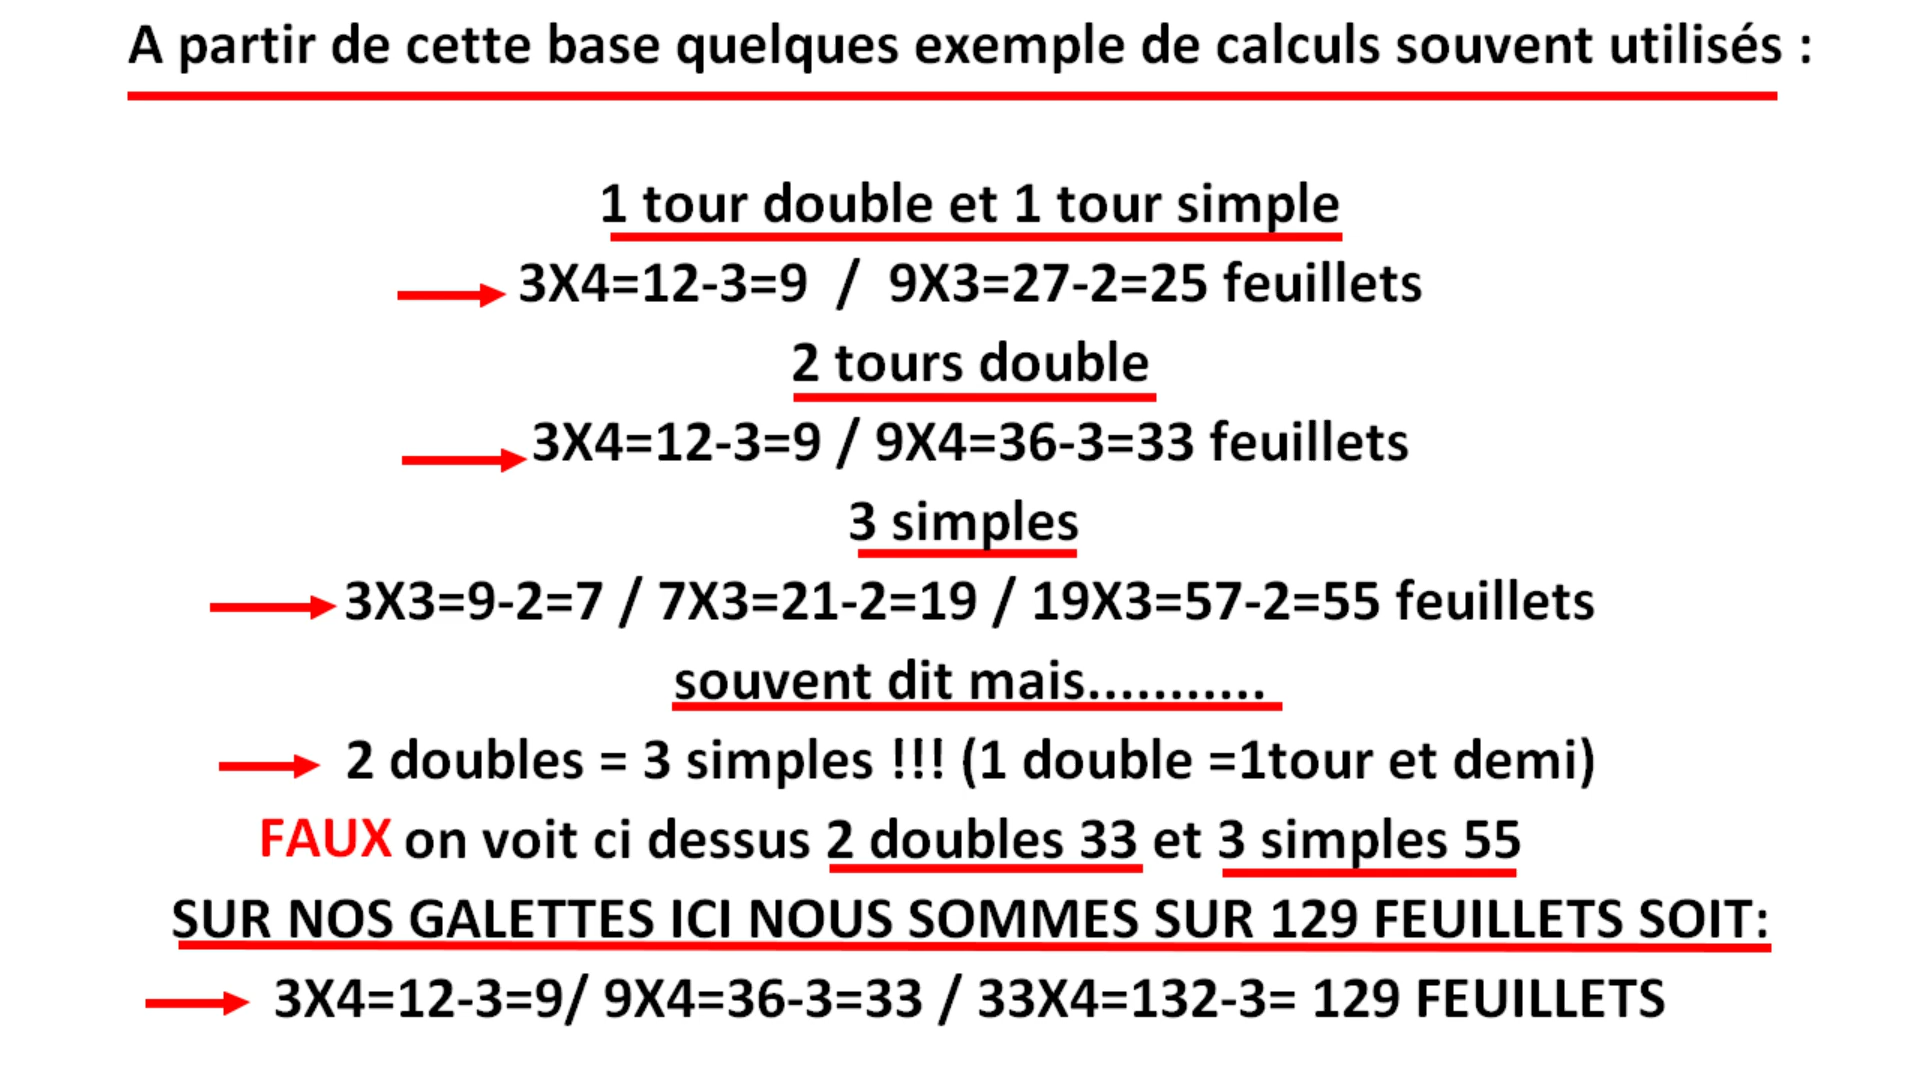 A partir de cette base quelques exemple de calculs souvent utilisés :
1 tour double et 1 tour simple
3X4=12-3=9 / 9X3=27-2=25 feuillets
2 tours double
3X4=12-3=9 / 9X4=36-3=33 feuillets
3 simples
3X3=9-2=7 / 7X3=21-2=19 / 19X3=57-2=55 feuillets
souvent dit mais...........
2 doubles = 3 simples !!! (1 double =1tour et demi)
FAUX on voit ci dessus 2 doubles 33 et 3 simples 55
SUR NOS GALETTES ICI NOUS SOMMES SUR 129 FEUILLETS SOIT:
3X4=12-3=9/ 9X4=36-3=33 / 33X4=132-3= 129 FEUILLETS